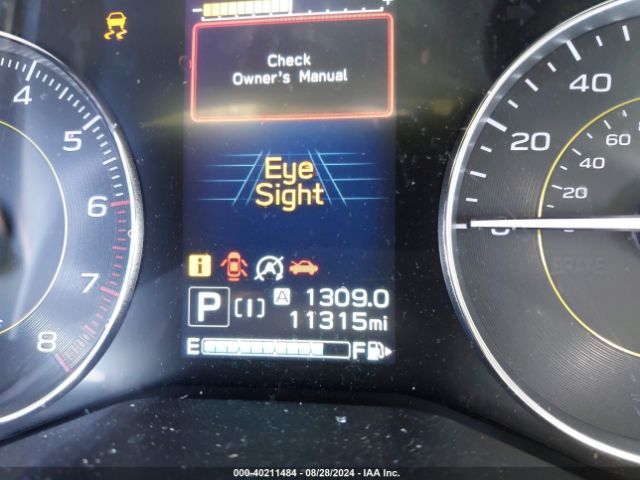 - +
Check
Owner's Manual
Eye
Sight
i
P [I] A 1309.0
11315mi
E F
4
5
6
7
8
40
20
0
60
40
20
000-40211484 - 08/28/2024 - IAA Inc.